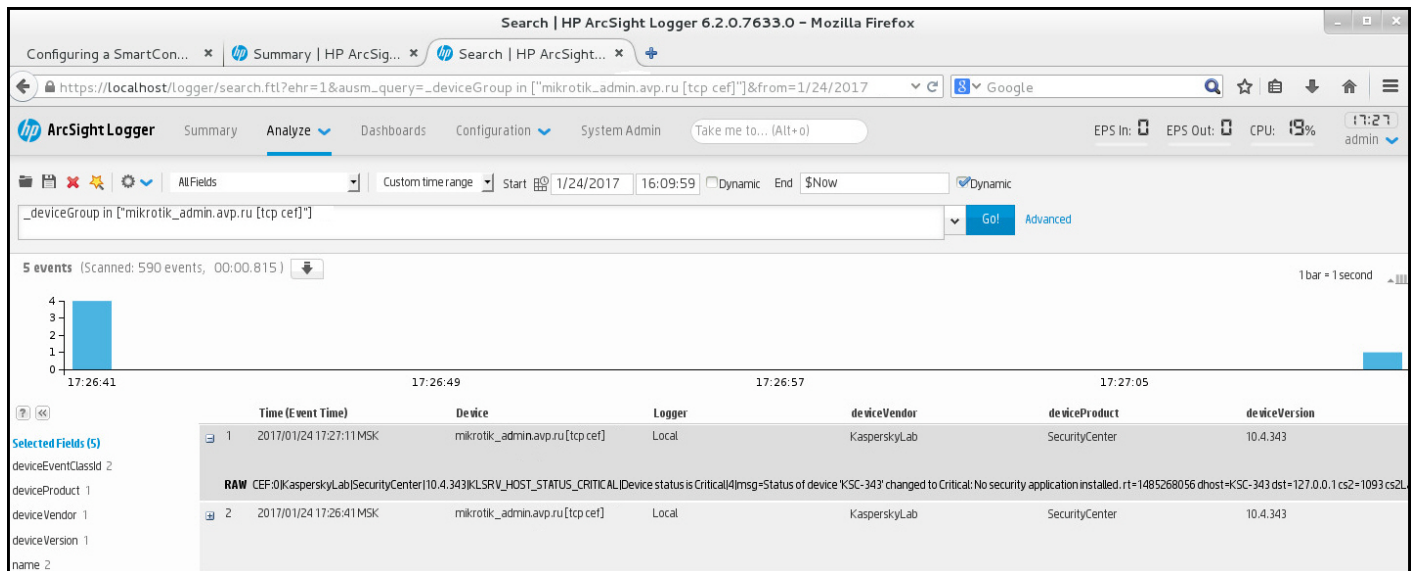 Search | HP ArcSight Logger 6.2.0.7633.0 - Mozilla Firefox
Configuring a SmartCon... × hp Summary | HP ArcSig... × hp Search | HP ArcSight... ×
https://localhost/logger/search.ftl?ehr=1&ausm_query=_deviceGroup in ["mikrotik_admin.avp.ru [tcp cef]"]&from=1/24/2017 8 Google
hp ArcSight Logger Summary Analyze Dashboards Configuration System Admin Take me to... (Alt+o) EPS In: 0 EPS Out: 0 CPU: 19% 17:27
admin
All Fields Custom time range Start 1/24/2017 16:09:59 Dynamic End $Now Dynamic
_deviceGroup in ["mikrotik_admin.avp.ru [tcp cef]"] Go! Advanced
5 events (Scanned: 590 events, 00:00.815) 1 bar = 1 second
4
3
2
1
0
17:26:41 17:26:49 17:26:57 17:27:05
? « Time (Event Time) Device Logger deviceVendor deviceProduct deviceVersion
Selected Fields (5) 1 2017/01/24 17:27:11 MSK mikrotik_admin.avp.ru [tcp cef] Local KasperskyLab SecurityCenter 10.4.343
deviceEventClassId 2
deviceProduct 1 RAW CEF:0|KasperskyLab|SecurityCenter|10.4.343|KLSRV_HOST_STATUS_CRITICAL|Device status is Critical|4|msg=Status of device 'KSC-343' changed to Critical: No security application installed. rt=1485268056 dhost=KSC-343 dst=127.0.0.1 cs2=1093 cs2L
deviceVendor 1 2 2017/01/24 17:26:41 MSK mikrotik_admin.avp.ru [tcp cef] Local KasperskyLab SecurityCenter 10.4.343
deviceVersion 1
name 2